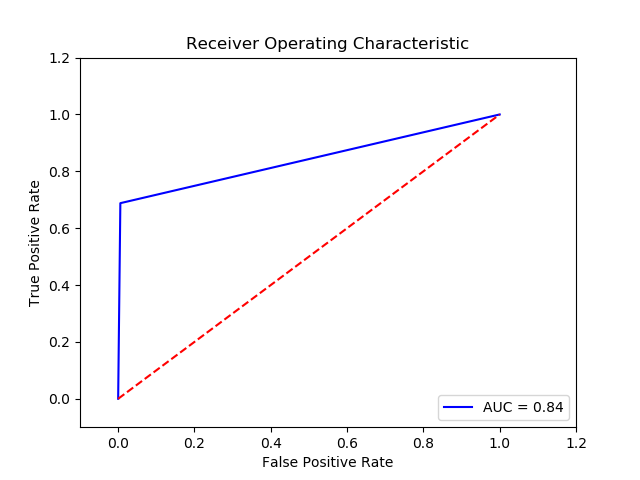 Receiver Operating Characteristic
True Positive Rate
1.2
1.0
0.8
0.6
0.4
0.2
0.0
AUC = 0.84
0.0 0.2 0.4 0.6 0.8 1.0 1.2
False Positive Rate